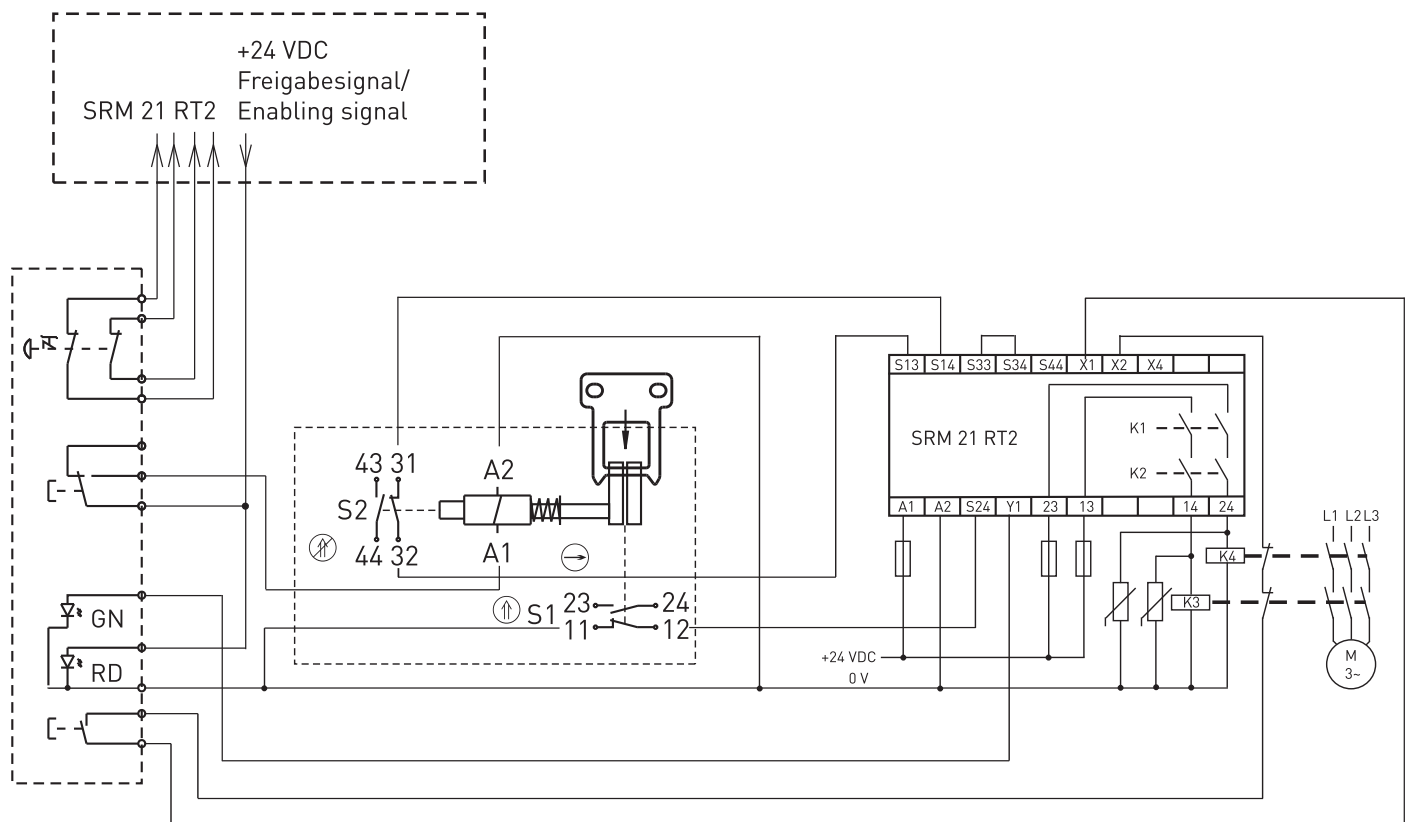 +24 VDC
Freigabesignal/
SRM 21 RT2 Enabling signal
S13 S14 S33 S34 S44 X1 X2 X4
SRM 21 RT2
K1
K2
A1 A2 S24 Y1 23 13 14 24
43 31 A2
S2
44 32 A1
L1 L2 L3
K4
K3
S1 23 24
11 12
GN
RD
+24 VDC
0 V
M
3~